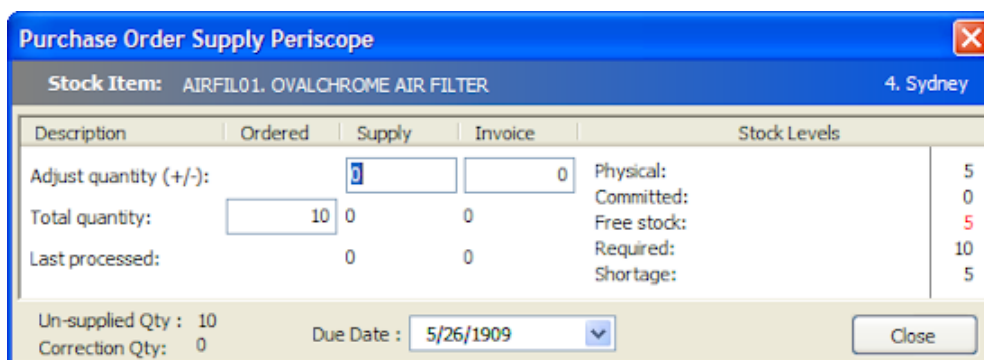 Purchase Order Supply Periscope
Stock Item: AIRFIL01. OVALCHROME AIR FILTER 4. Sydney
Description Ordered Supply Invoice Stock Levels
Adjust quantity (+/-): 0 0 Physical: 5
Committed: 0
Total quantity: 10 0 0 Free stock: 5
Required: 10
Last processed: 0 0 Shortage: 5
Un-supplied Qty : 10 Due Date : 5/26/1909 Close
Correction Qty: 0